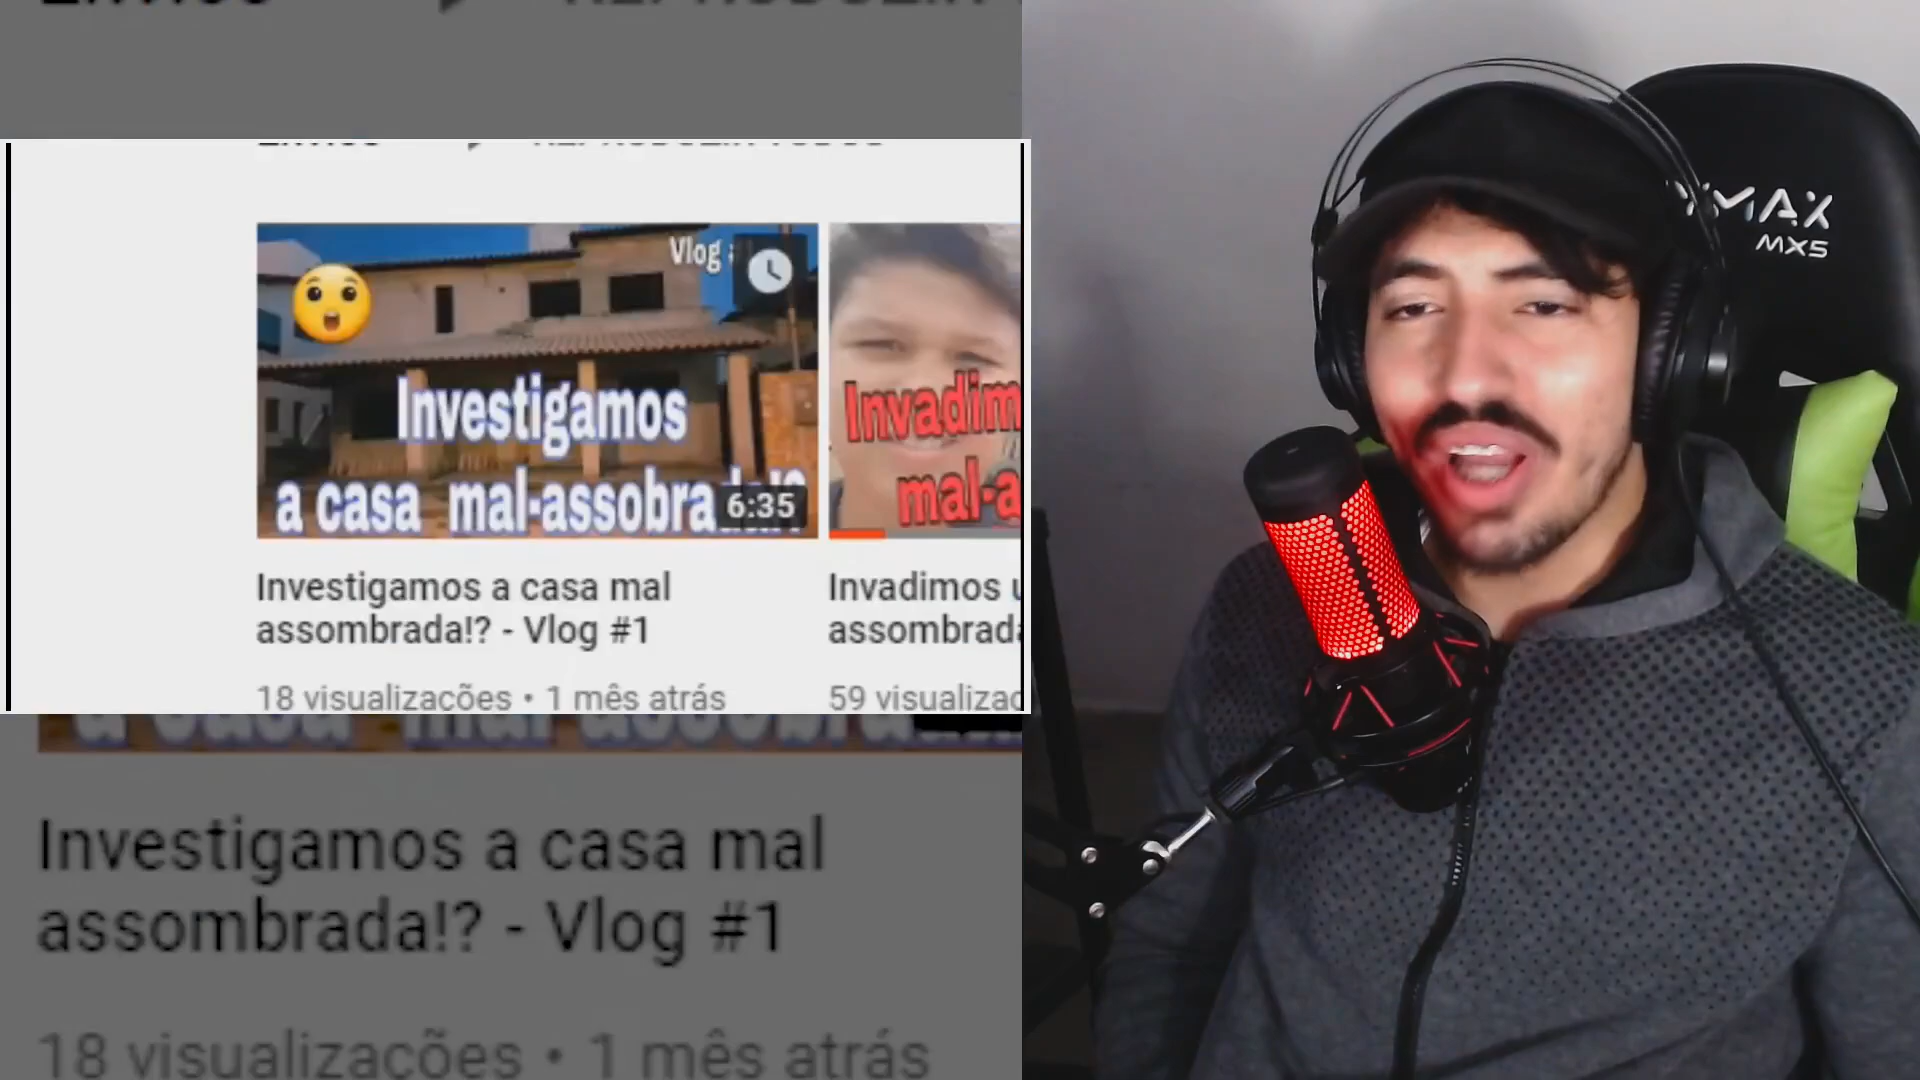 Vlog
Investigamos
a casa mal-assobra
6:35
Invadim
mal-a
Investigamos a casa mal
assombrada!? - Vlog #1
18 visualizações • 1 mês atrás
Invadimos
assombrada
59 visualizaç
MAX
MX5
Investigamos a casa mal
assombrada!? - Vlog #1
18 visualizações • 1 mês atrás